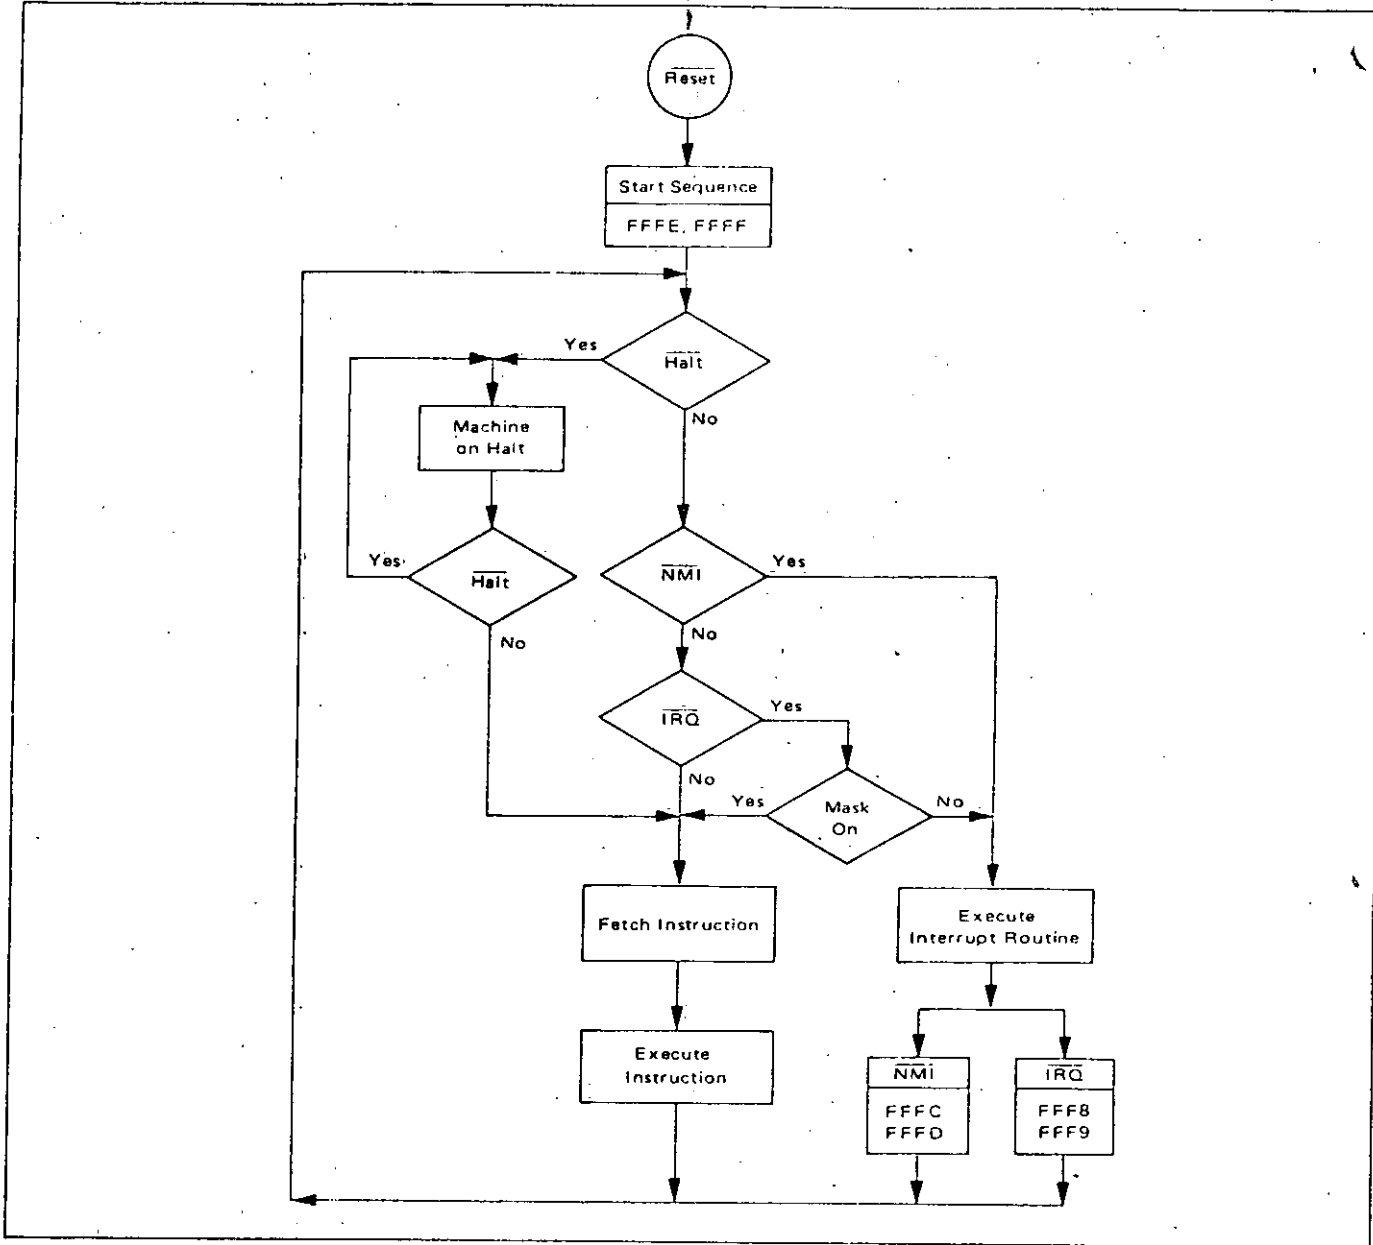 Reset
Start Sequence
FFFE, FFFF
Yes
Halt
No
Machine
on Halt
Yes
Halt
No
NMI
Yes
No
IRQ
Yes
No
Yes
Mask
On
No
Fetch Instruction
Execute
Interrupt Routine
Execute
Instruction
NMI
FFFC
FFFD
IRQ
FFF8
FFF9